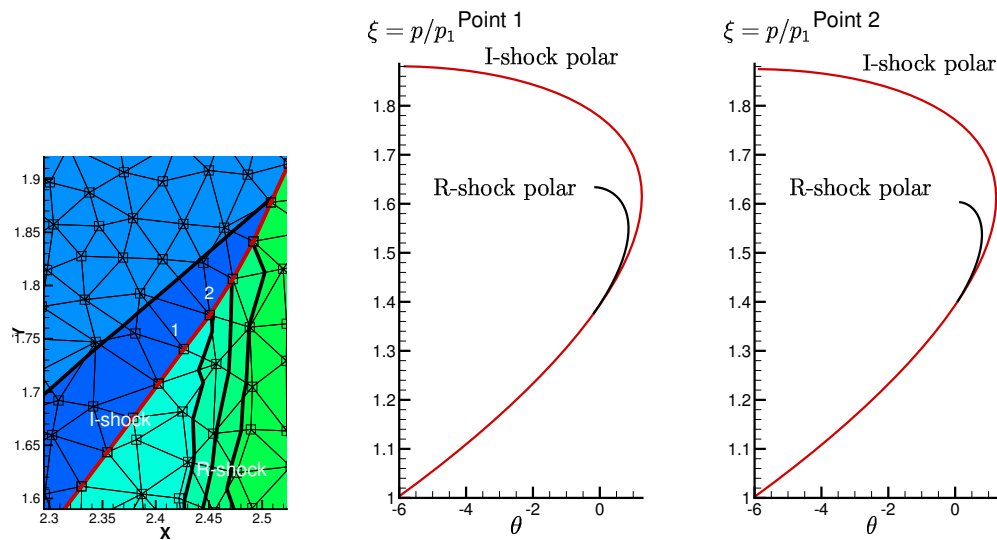 1.9
1.85
1.8
1.75
1.7
1.65
1.6
Y
2.3 2.35 2.4 2.45 2.5
X
2
1
I-shock
R-shock
ξ = p/p₁ Point 1
I-shock polar
R-shock polar
1.8
1.7
1.6
1.5
1.4
1.3
1.2
1.1
1
-6 -4 -2 0
θ
ξ = p/p₁ Point 2
I-shock polar
R-shock polar
1.8
1.7
1.6
1.5
1.4
1.3
1.2
1.1
1
-6 -4 -2 0
θ